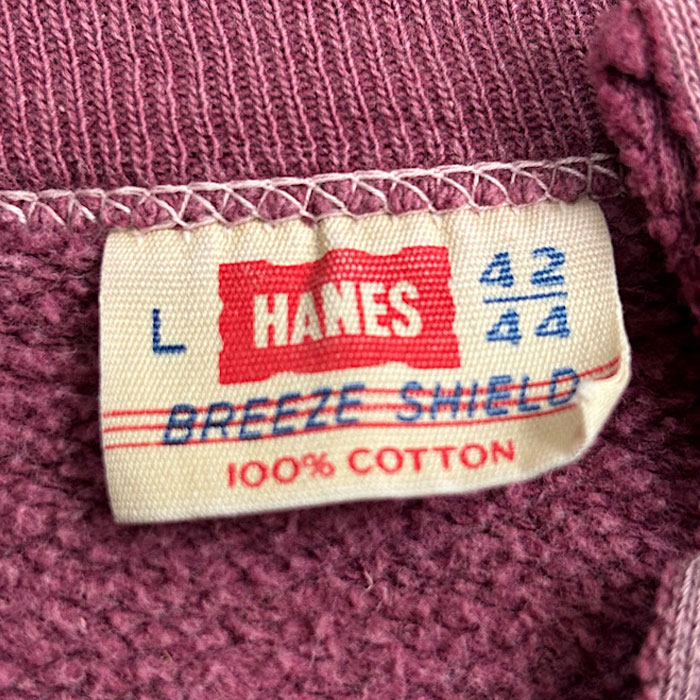 L HANES 42/44
BREEZE SHIELD
100% COTTON